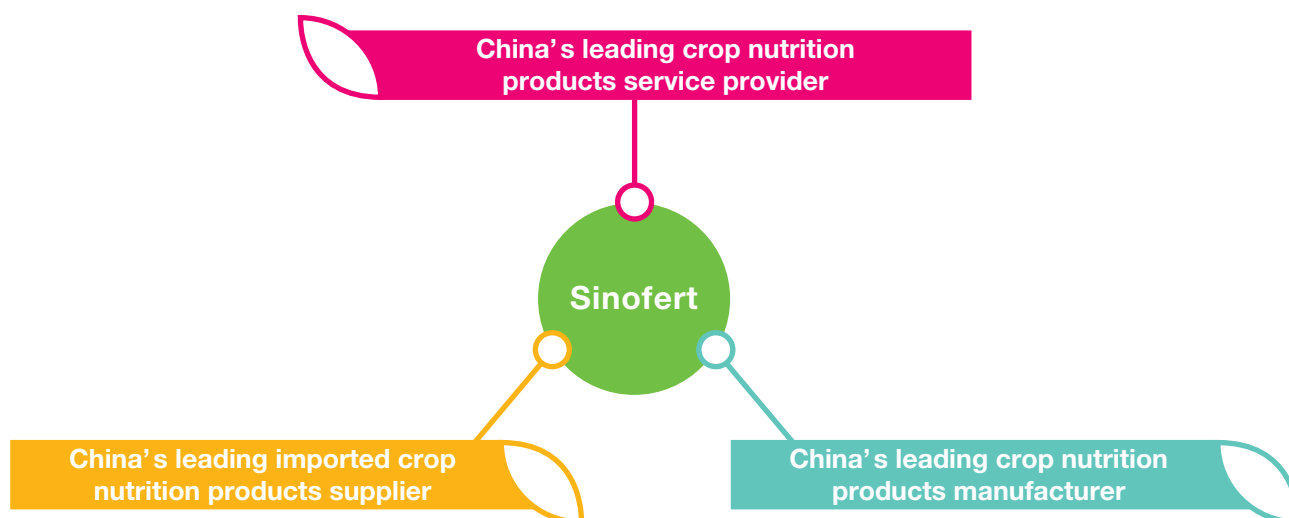 China's leading crop nutrition
products service provider
Sinofert
China's leading imported crop
nutrition products supplier
China's leading crop nutrition
products manufacturer